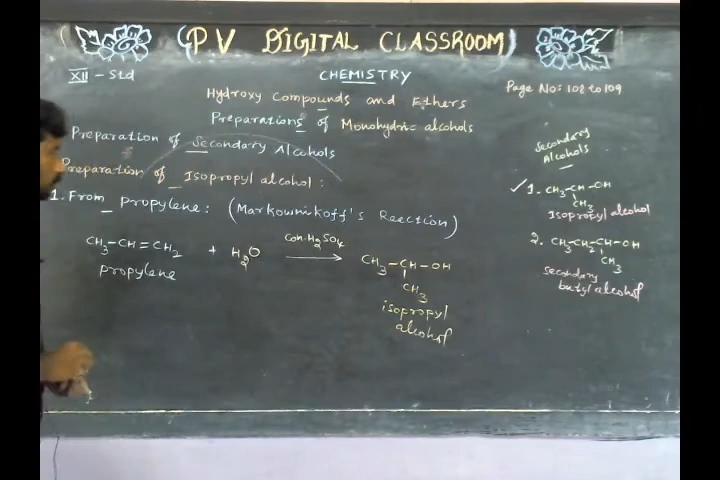 PV DIGITAL CLASSROOM
XII - Std
CHEMISTRY
Page No: 108 to 109
Hydroxy Compounds and Ethers
Preparations of Monohydric alcohols
Preparation of Secondary Alcohols
Preparation of Isopropyl alcohol:
1. From propylene: (Markownikoff's Reaction)
CH3-CH=CH2 + H2O Con.H2SO4 → CH3-CH-OH
CH3
propylene
isopropyl
alcohol
Secondary
Alcohols
✓ 1. CH3-CH-OH
CH3
Isopropyl alcohol
2. CH3-CH2-CH-OH
CH3
Secondary
butyl alcohol